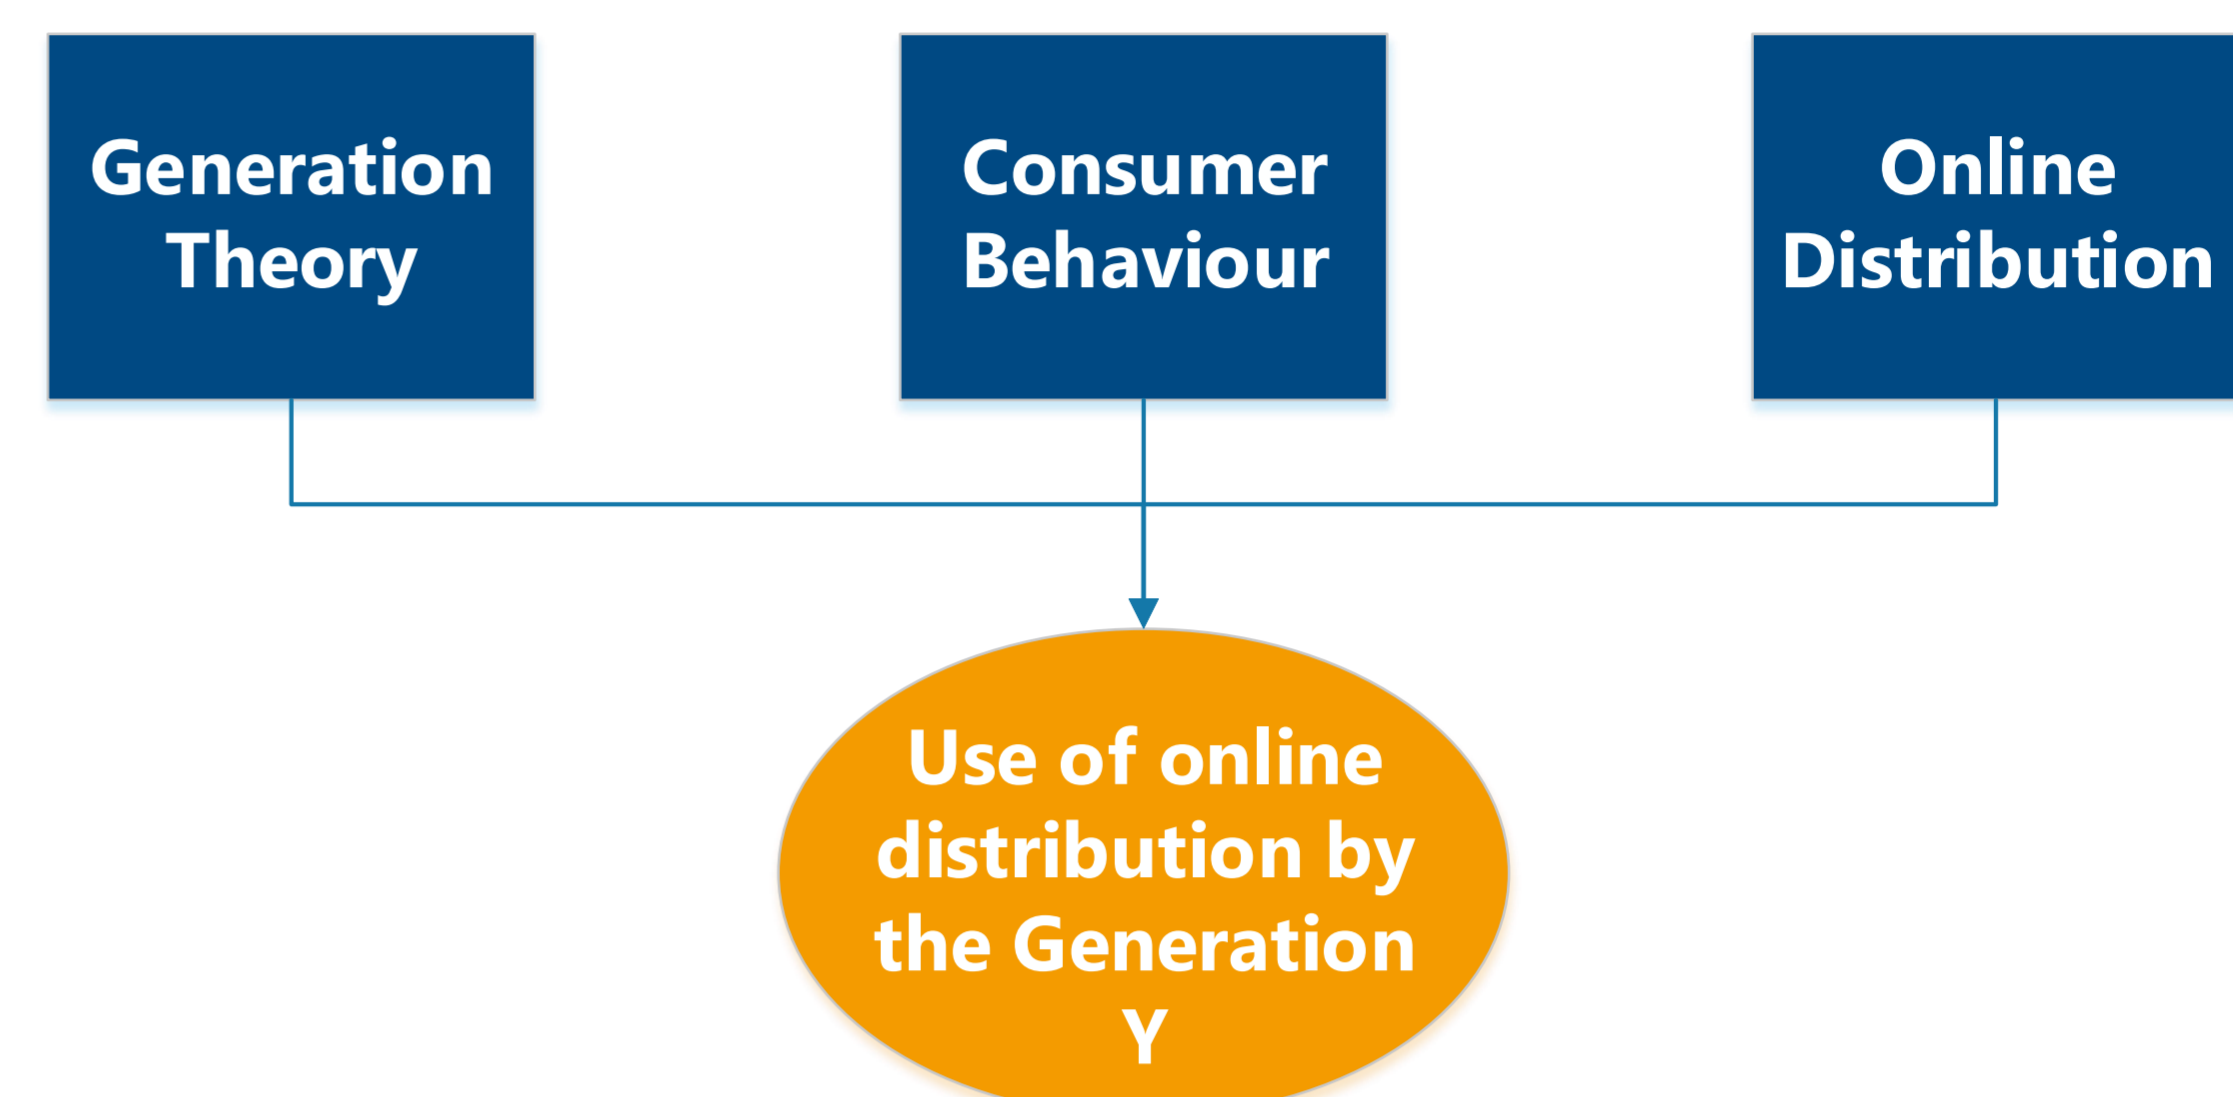 Generation
Theory
Consumer
Behaviour
Online
Distribution
Use of online
distribution by
the Generation
Y